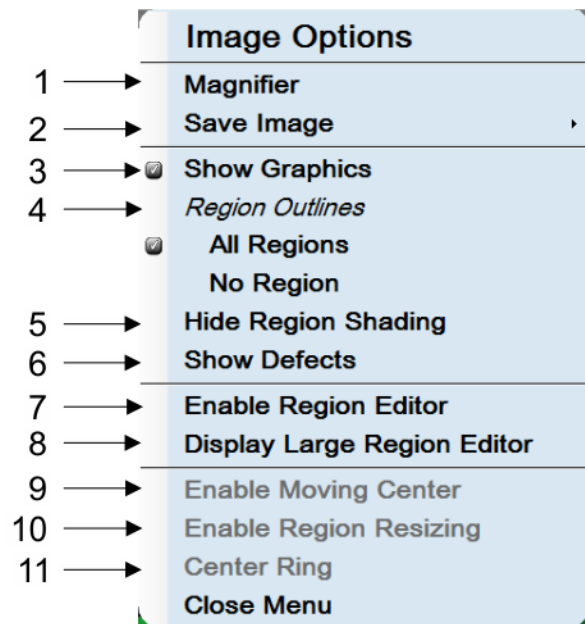 Image Options
1 Magnifier
2 Save Image
3 Show Graphics
4 Region Outlines
All Regions
No Region
5 Hide Region Shading
6 Show Defects
7 Enable Region Editor
8 Display Large Region Editor
9 Enable Moving Center
10 Enable Region Resizing
11 Center Ring
Close Menu